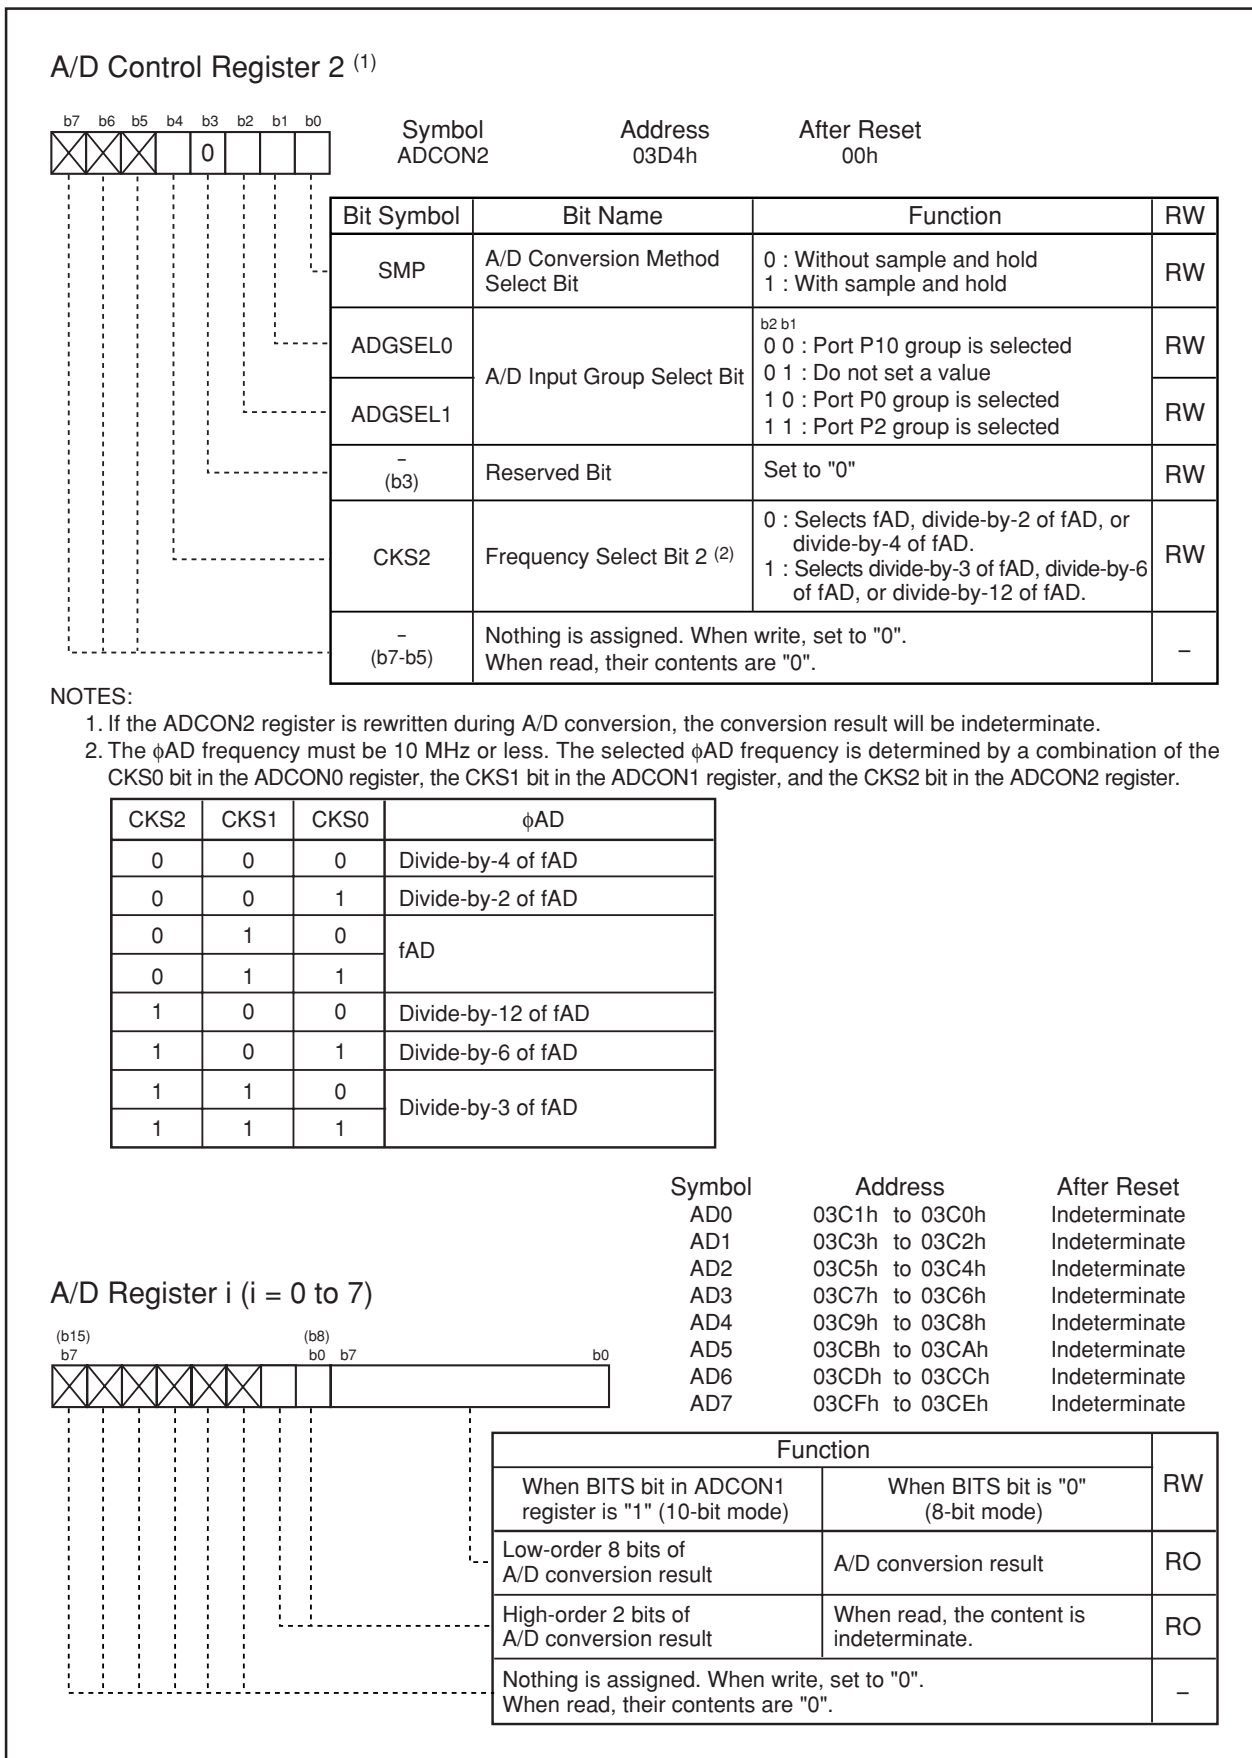 A/D Control Register 2 (1)
b7 b6 b5 b4 b3 b2 b1 b0
0
Symbol Address After Reset
ADCON2 03D4h 00h
Bit Symbol Bit Name Function RW
SMP A/D Conversion Method Select Bit 0 : Without sample and hold RW
1 : With sample and hold
b2 b1
ADGSEL0 A/D Input Group Select Bit 0 0 : Port P10 group is selected RW
0 1 : Do not set a value
ADGSEL1 1 0 : Port P0 group is selected RW
1 1 : Port P2 group is selected
– (b3) Reserved Bit Set to "0" RW
CKS2 Frequency Select Bit 2 (2) 0 : Selects fAD, divide-by-2 of fAD, or RW
divide-by-4 of fAD.
1 : Selects divide-by-3 of fAD, divide-by-6
of fAD, or divide-by-12 of fAD.
– (b7-b5) Nothing is assigned. When write, set to "0". –
When read, their contents are "0".
NOTES:
1. If the ADCON2 register is rewritten during A/D conversion, the conversion result will be indeterminate.
2. The ϕAD frequency must be 10 MHz or less. The selected ϕAD frequency is determined by a combination of the
CKS0 bit in the ADCON0 register, the CKS1 bit in the ADCON1 register, and the CKS2 bit in the ADCON2 register.
CKS2 CKS1 CKS0 ϕAD
0 0 0 Divide-by-4 of fAD
0 0 1 Divide-by-2 of fAD
0 1 0 fAD
0 1 1
1 0 0 Divide-by-12 of fAD
1 0 1 Divide-by-6 of fAD
1 1 0 Divide-by-3 of fAD
1 1 1
Symbol Address After Reset
AD0 03C1h to 03C0h Indeterminate
AD1 03C3h to 03C2h Indeterminate
AD2 03C5h to 03C4h Indeterminate
AD3 03C7h to 03C6h Indeterminate
AD4 03C9h to 03C8h Indeterminate
AD5 03CBh to 03CAh Indeterminate
AD6 03CDh to 03CCh Indeterminate
AD7 03CFh to 03CEh Indeterminate
A/D Register i (i = 0 to 7)
(b15) (b8)
b7 b0 b7 b0
Function RW
When BITS bit in ADCON1 When BITS bit is "0"
register is "1" (10-bit mode) (8-bit mode)
Low-order 8 bits of A/D conversion result A/D conversion result RO
High-order 2 bits of When read, the content is RO
A/D conversion result indeterminate.
Nothing is assigned. When write, set to "0". –
When read, their contents are "0".